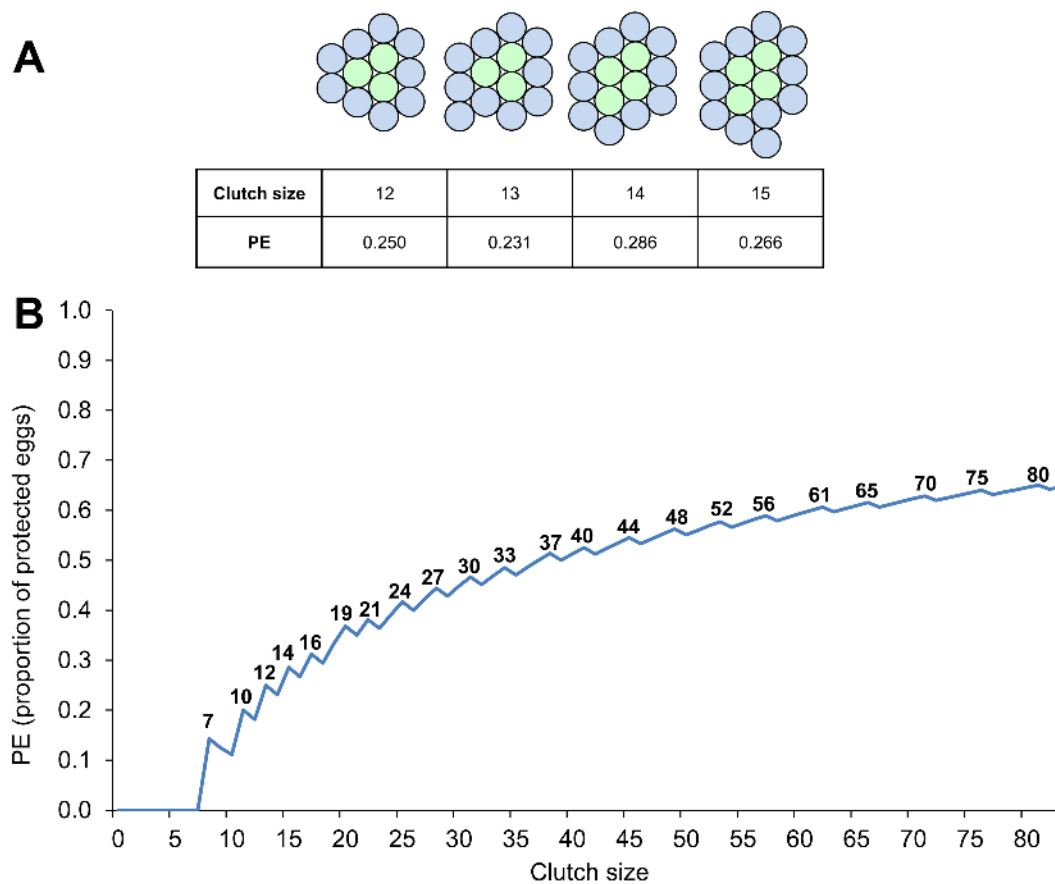 A
Clutch size 12 13 14 15
PE 0.250 0.231 0.286 0.266
B
PE (proportion of protected eggs)
1.0
0.9
0.8
0.7
0.6
0.5
0.4
0.3
0.2
0.1
0.0
7 10 12 14 16 19 21 24 27 30 33 37 40 44 48 52 56 61 65 70 75 80
0 5 10 15 20 25 30 35 40 45 50 55 60 65 70 75 80
Clutch size